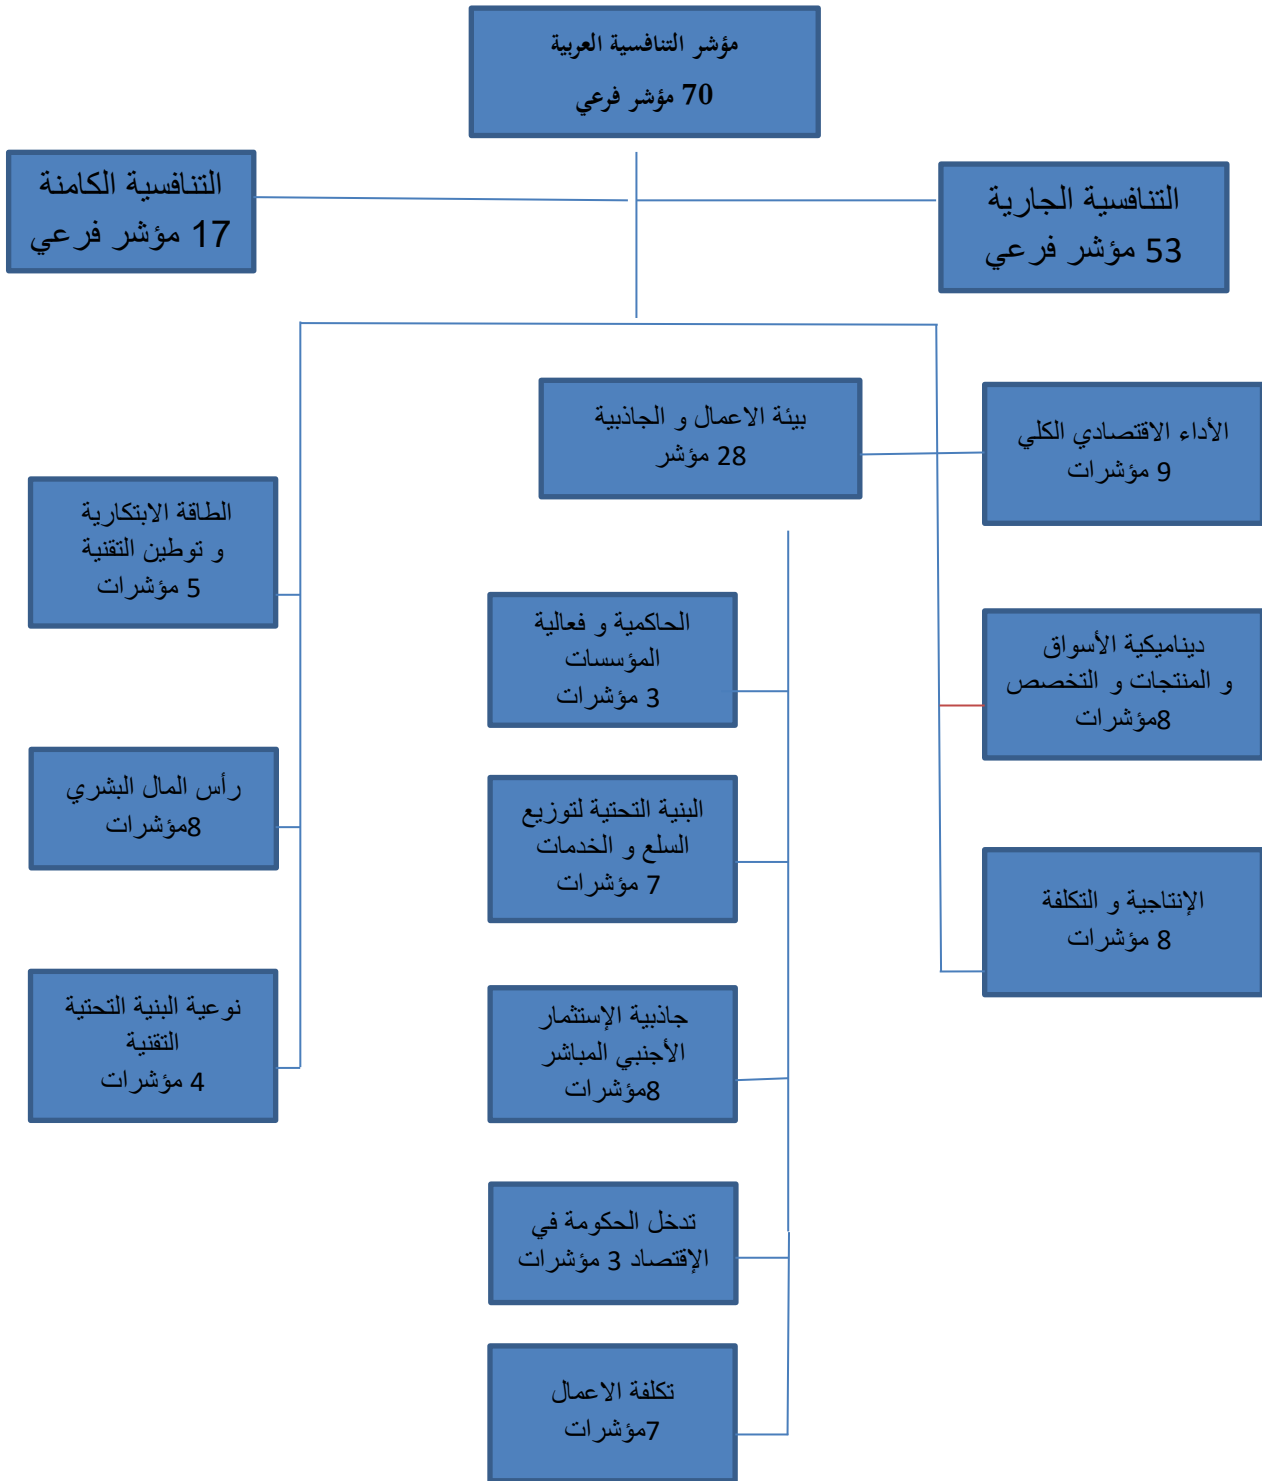 مؤشر التنافسية العربية
70 مؤشر فرعي
التنافسية الجارية
53 مؤشر فرعي
التنافسية الكامنة
17 مؤشر فرعي
بيئة الاعمال و الجاذبية
28 مؤشر
الأداء الاقتصادي الكلي
9 مؤشرات
ديناميكية الأسواق
و المنتجات و التخصص
8مؤشرات
الإنتاجية و التكلفة
8 مؤشرات
الحاكمية و فعالية
المؤسسات
3 مؤشرات
البنية التحتية لتوزيع
السلع و الخدمات
7 مؤشرات
جاذبية الإستثمار
الأجنبي المباشر
8مؤشرات
تدخل الحكومة في
الإقتصاد 3 مؤشرات
تكلفة الاعمال
7مؤشرات
الطاقة الابتكارية
و توطين التقنية
5 مؤشرات
رأس المال البشري
8مؤشرات
نوعية البنية التحتية
التقنية
4 مؤشرات